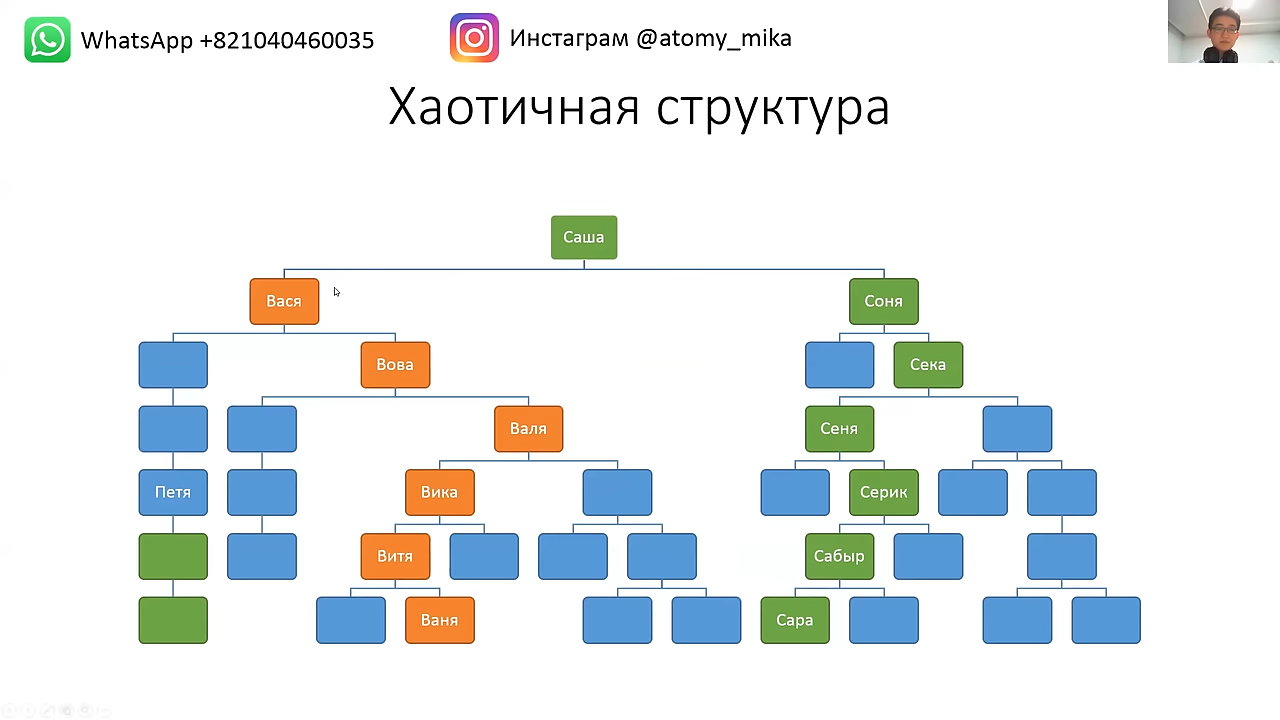 WhatsApp +821040460035
Инстаграм @atomy_mika
Хаотичная структура
Саша
Вася
Соня
Вова
Сека
Валя
Сеня
Петя
Вика
Серик
Витя
Сабыр
Ваня
Сара